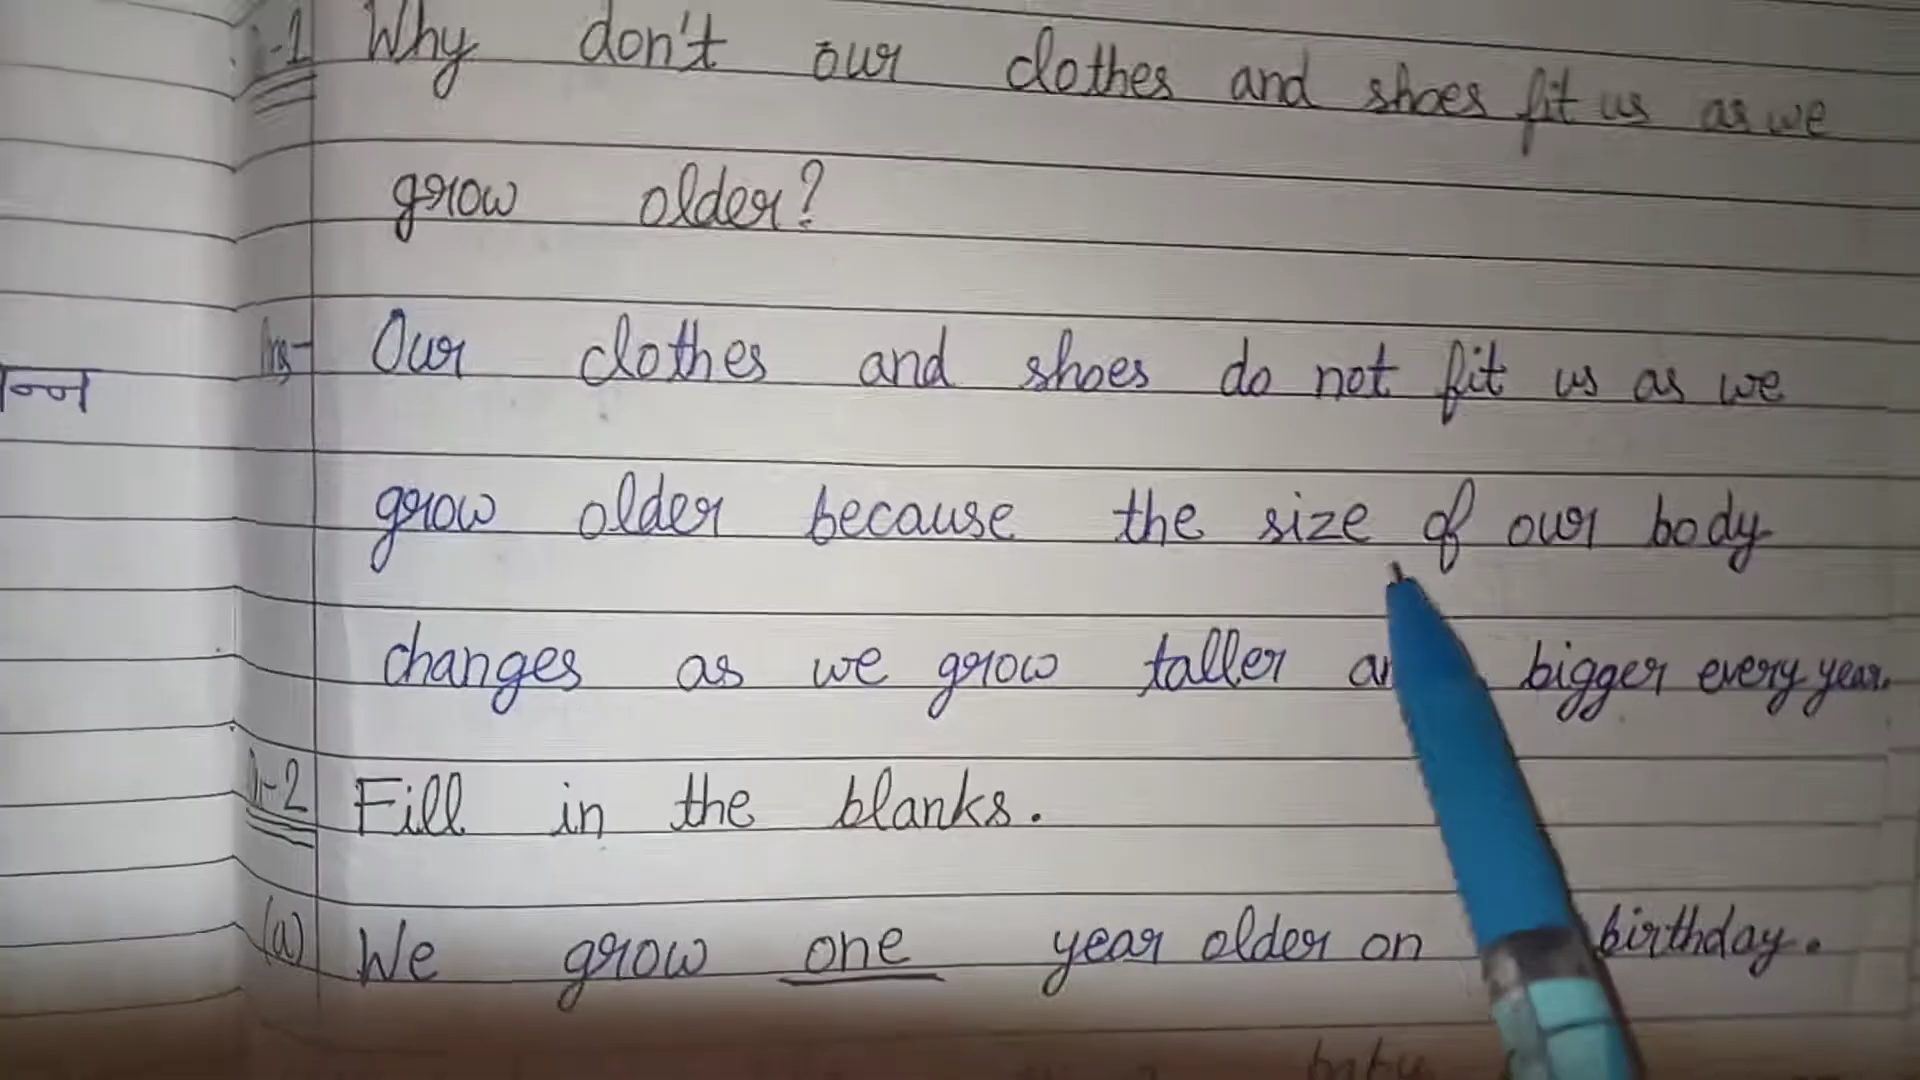 -1 Why don't our clothes and shoes fit us as we
grow older?
Ans- Our clothes and shoes do not fit us as we
grow older because the size of our body
changes as we grow taller bigger every year.
-2 Fill in the blanks.
(a) We grow one year older on birthday.
baby